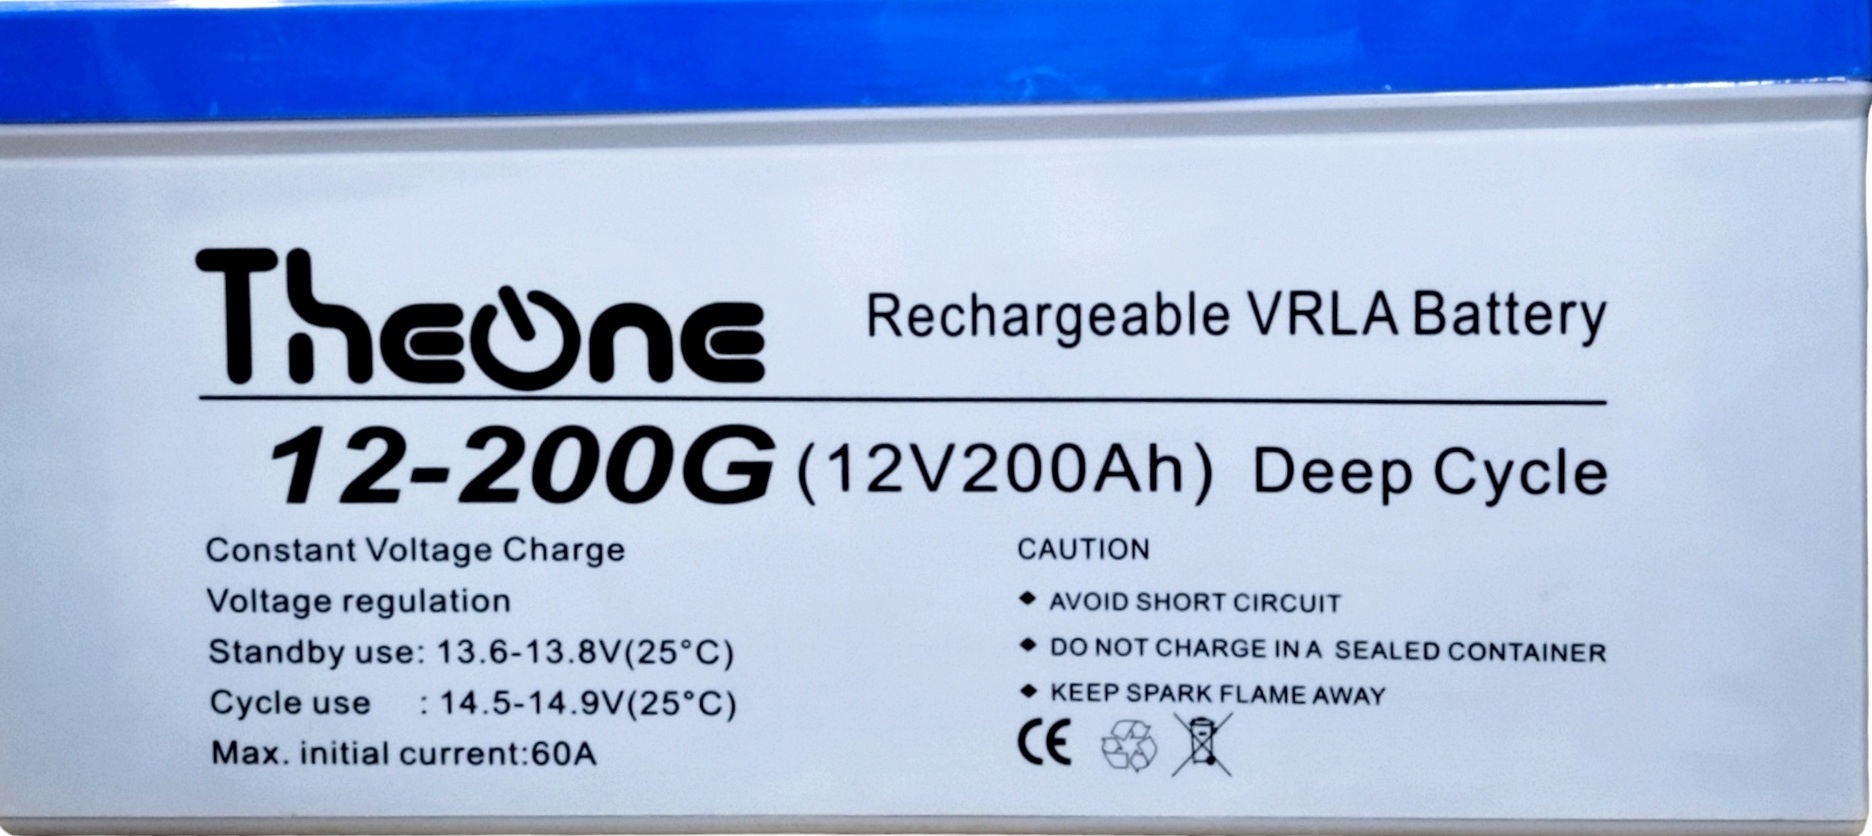 TheOne
Rechargeable VRLA Battery
12-200G (12V200Ah) Deep Cycle
Constant Voltage Charge
Voltage regulation
Standby use: 13.6-13.8V(25°C)
Cycle use : 14.5-14.9V(25°C)
Max. initial current:60A
CAUTION
◆ AVOID SHORT CIRCUIT
◆ DO NOT CHARGE IN A SEALED CONTAINER
◆ KEEP SPARK FLAME AWAY
CE